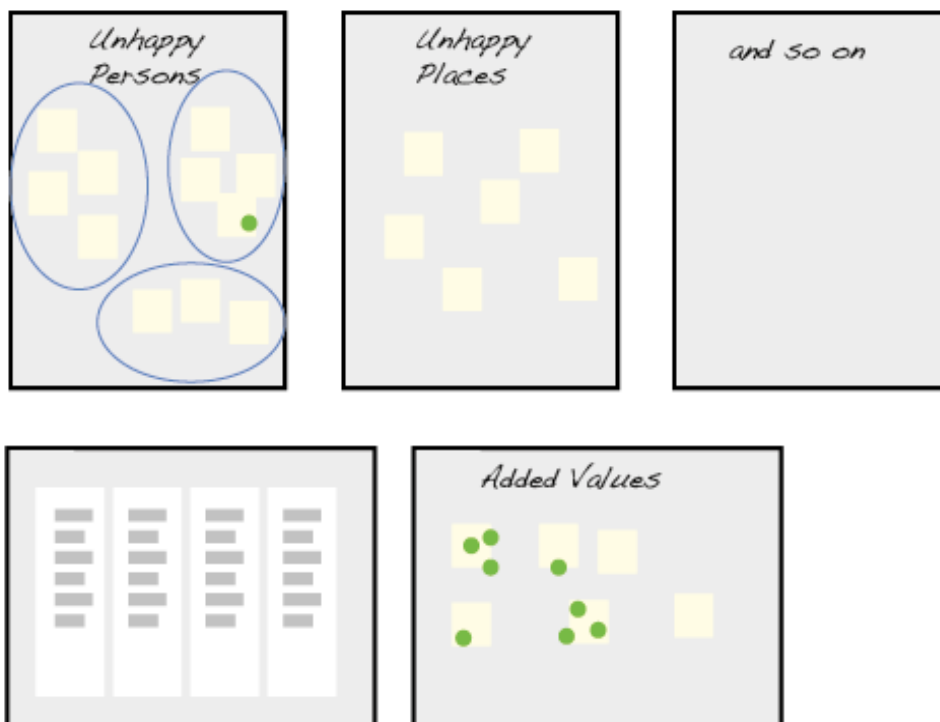 Unhappy
Persons
Unhappy
Places
and so on
Added Values